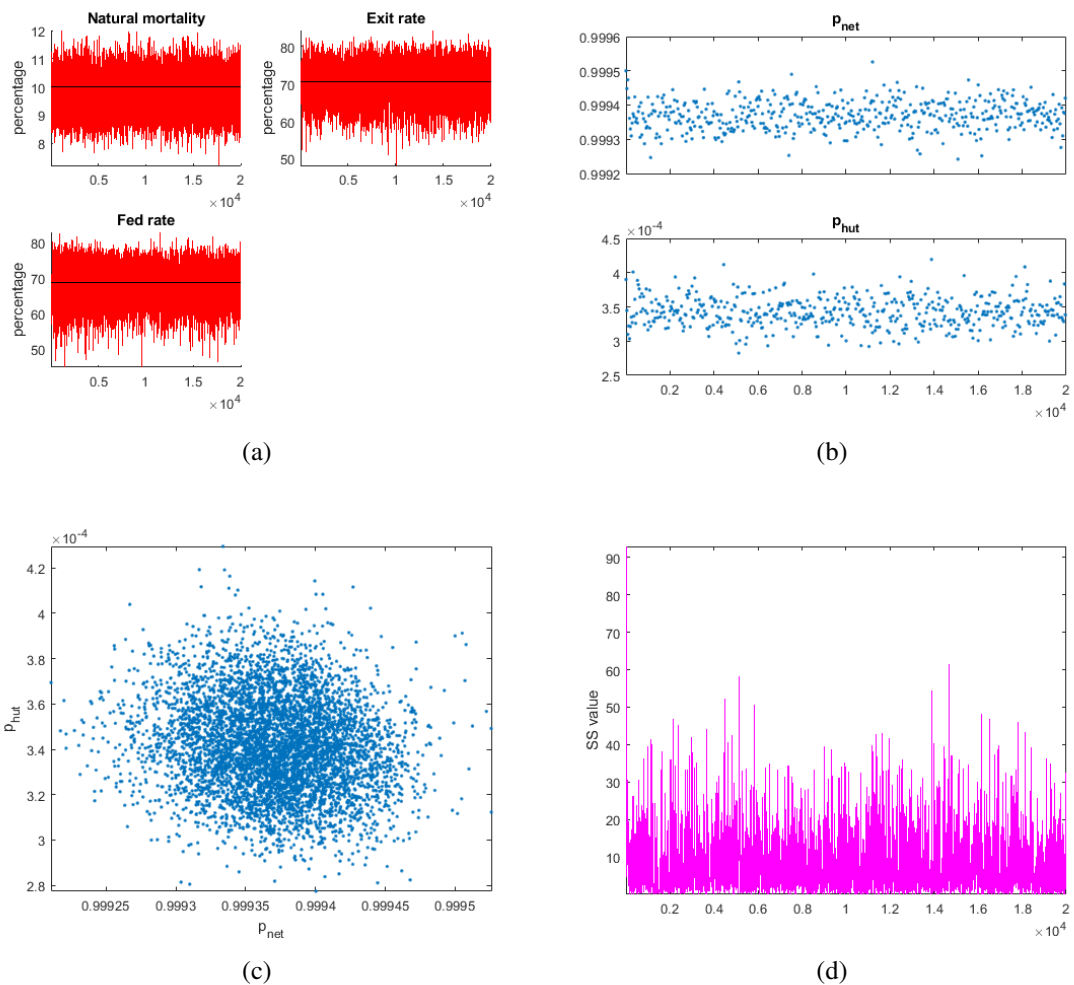 Natural mortality
percentage
12
11
10
9
8
0.5 1 1.5 2
×10^4
Exit rate
percentage
80
70
60
50
0.5 1 1.5 2
×10^4
Fed rate
percentage
80
70
60
50
0.5 1 1.5 2
×10^4
(a)
p_net
0.9996
0.9995
0.9994
0.9993
0.9992
p_hut
×10^-4
4.5
4
3.5
3
2.5
0.2 0.4 0.6 0.8 1 1.2 1.4 1.6 1.8 2
×10^4
(b)
×10^-4
4.2
4
3.8
3.6
3.4
3.2
3
2.8
p_hut
0.99925 0.9993 0.99935 0.9994 0.99945 0.9995
p_net
(c)
90
80
70
60
50
40
30
20
10
SS value
0.2 0.4 0.6 0.8 1 1.2 1.4 1.6 1.8 2
×10^4
(d)